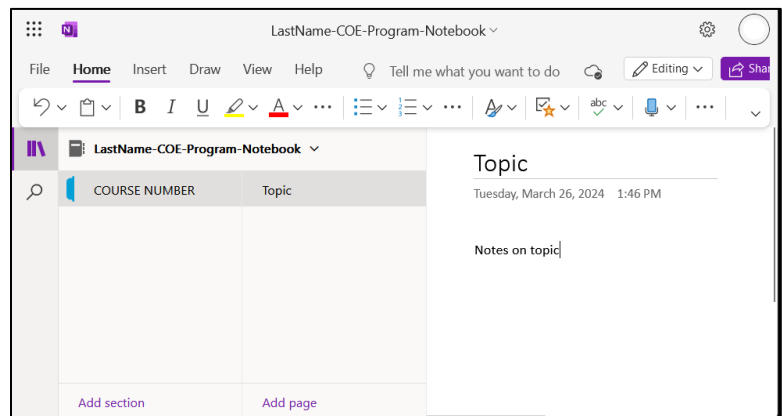 N LastName-COE-Program-Notebook
File Home Insert Draw View Help Tell me what you want to do Editing Shar
B I U A abc
LastName-COE-Program-Notebook
COURSE NUMBER Topic
Topic
Tuesday, March 26, 2024 1:46 PM
Notes on topic
Add section Add page